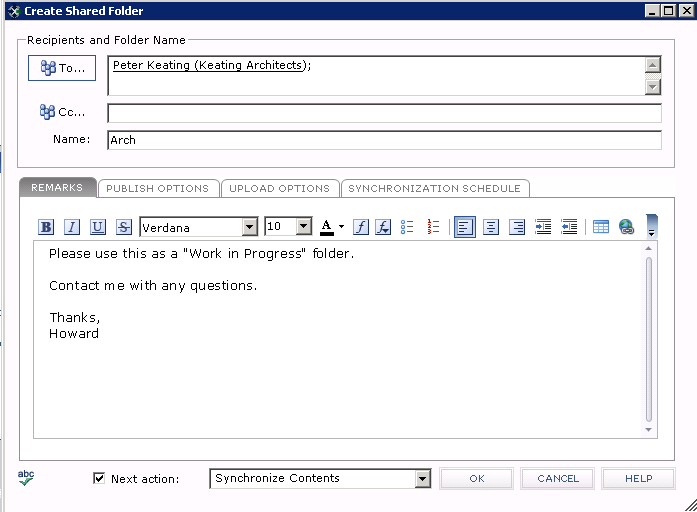 Create Shared Folder
Recipients and Folder Name
To...
Peter Keating (Keating Architects);
Cc...
Name:
Arch
REMARKS PUBLISH OPTIONS UPLOAD OPTIONS SYNCHRONIZATION SCHEDULE
B I U S Verdana 10 A f f
Please use this as a "Work in Progress" folder.
Contact me with any questions.
Thanks,
Howard
abc Next action: Synchronize Contents OK CANCEL HELP